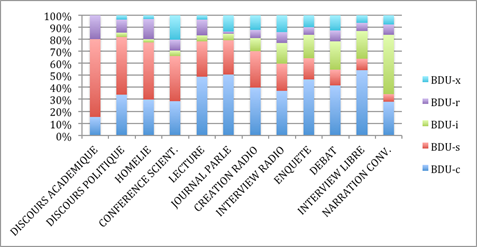 100%
90%
80%
70%
60%
50%
40%
30%
20%
10%
0%
DISCOURS ACADEMIQUE
DISCOURS POLITIQUE
HOMELIE
CONFERENCE SCIENT.
LECTURE
JOURNAL PARLE
CREATION RADIO
INTERVIEW RADIO
ENQUETE
DEBAT
INTERVIEW LIBRE
NARRATION CONV.
BDU-x
BDU-r
BDU-i
BDU-s
BDU-c